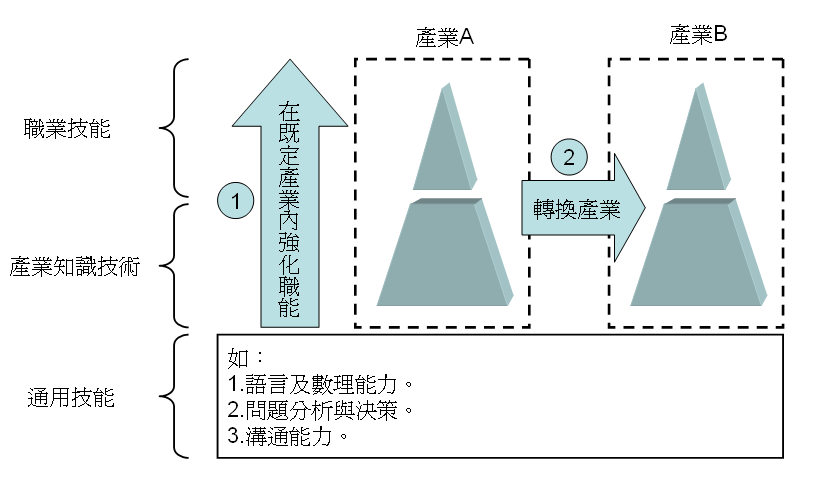 產業A
產業B
職業技能
產業知識技術
通用技能
1
在既定產業內強化職能
2
轉換產業
如：
1.語言及數理能力。
2.問題分析與決策。
3.溝通能力。